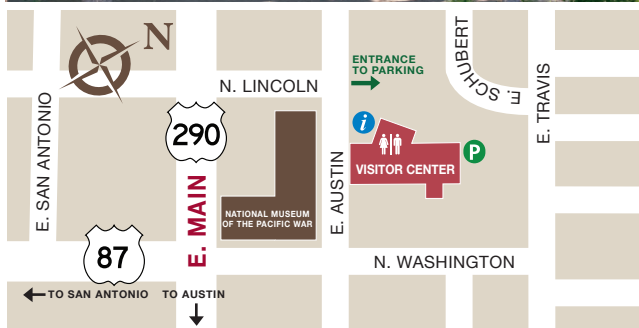 N
ENTRANCE
TO PARKING
E. SCHUBERT
N. LINCOLN
E. TRAVIS
E. SAN ANTONIO
290
i
VISITOR CENTER
P
E. AUSTIN
E. MAIN
NATIONAL MUSEUM
OF THE PACIFIC WAR
87
N. WASHINGTON
TO SAN ANTONIO
TO AUSTIN